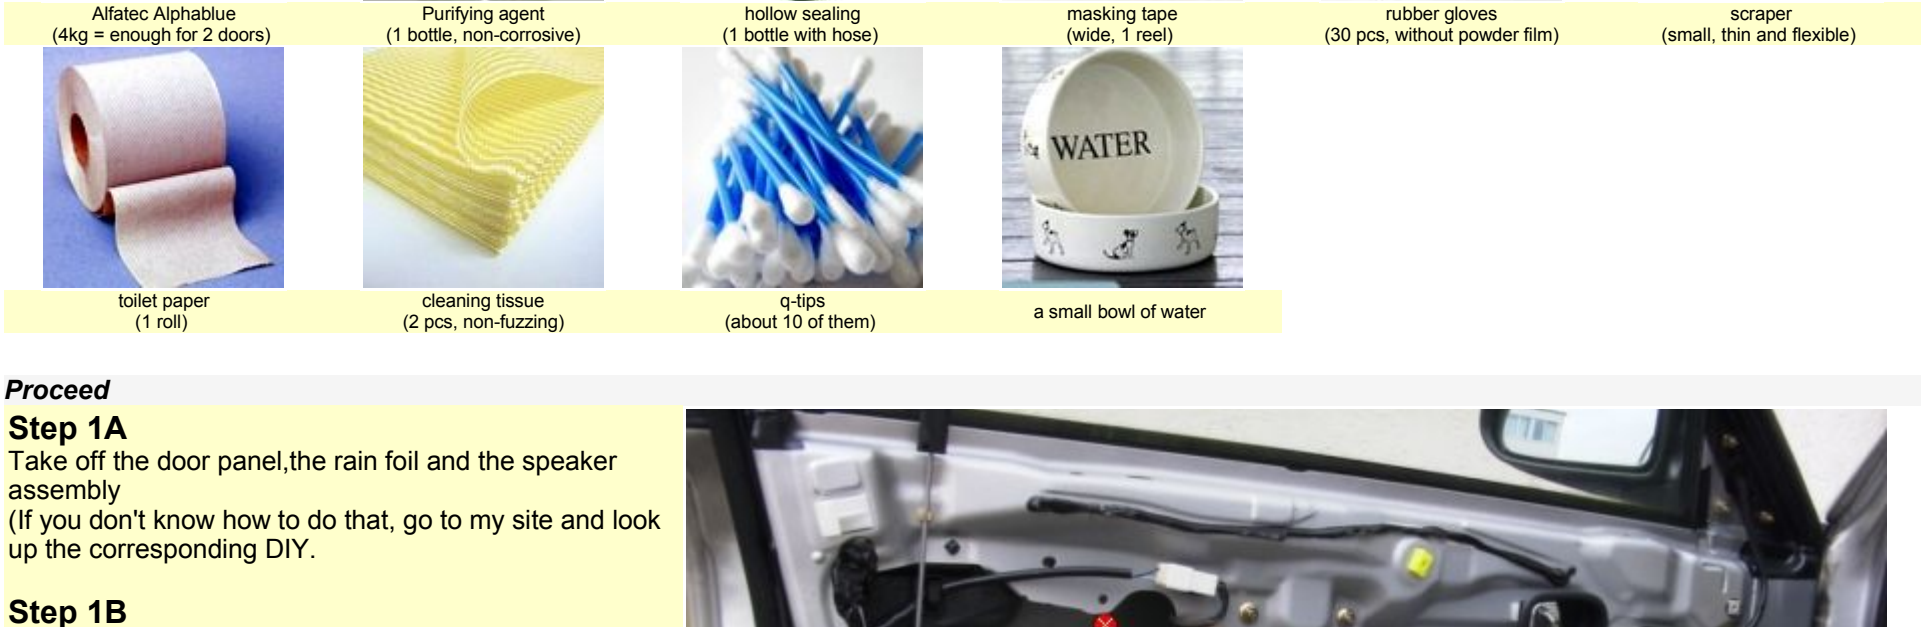 Alfatec Alphablue
(4kg = enough for 2 doors)
Purifying agent
(1 bottle, non-corrosive)
hollow sealing
(1 bottle with hose)
masking tape
(wide, 1 reel)
rubber gloves
(30 pcs, without powder film)
scraper
(small, thin and flexible)
WATER
toilet paper
(1 roll)
cleaning tissue
(2 pcs, non-fuzzing)
q-tips
(about 10 of them)
a small bowl of water
Proceed
Step 1A
Take off the door panel,the rain foil and the speaker
assembly
(If you don't know how to do that, go to my site and look
up the corresponding DIY.
Step 1B